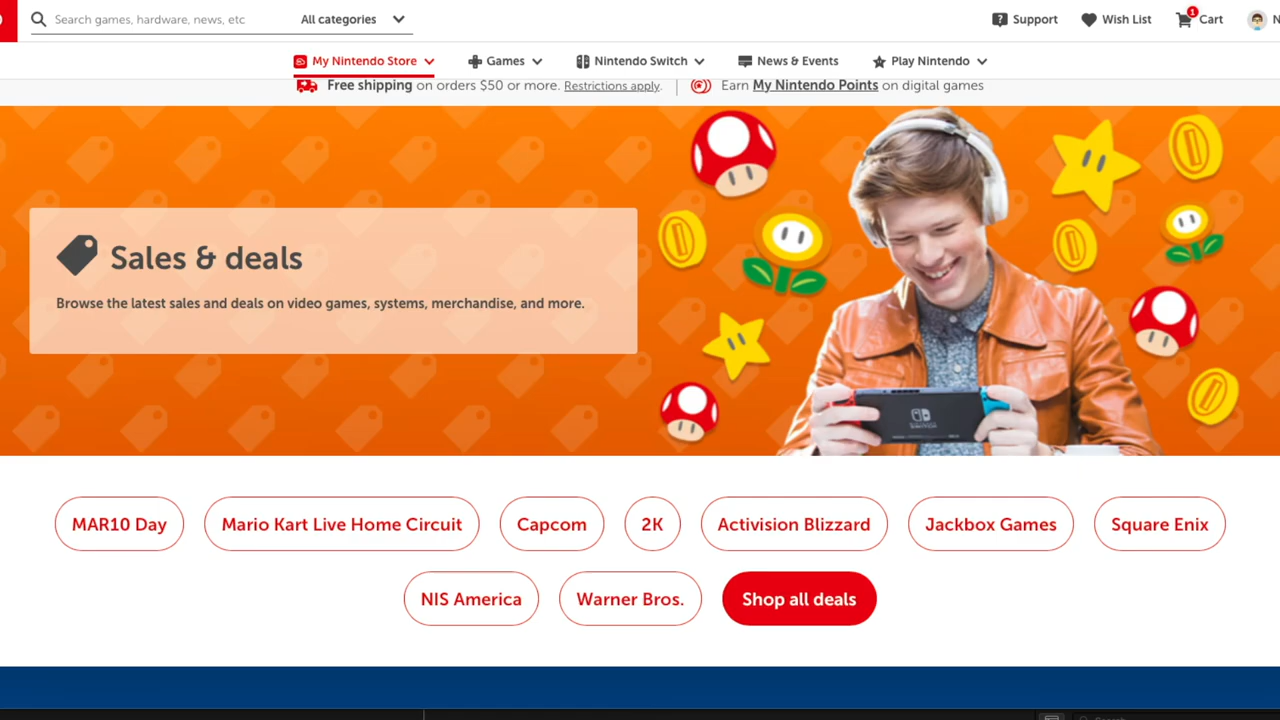 Search games, hardware, news, etc
All categories
Support
Wish List
1
Cart
N
My Nintendo Store
Games
Nintendo Switch
News & Events
Play Nintendo
Free shipping on orders $50 or more. Restrictions apply.
Earn My Nintendo Points on digital games
Sales & deals
Browse the latest sales and deals on video games, systems, merchandise, and more.
MAR10 Day
Mario Kart Live Home Circuit
Capcom
2K
Activision Blizzard
Jackbox Games
Square Enix
NIS America
Warner Bros.
Shop all deals